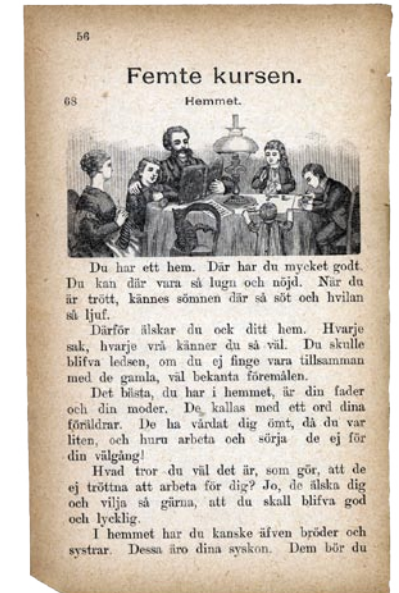 56
Femte kursen.
68
Hemmet.
Du har ett hem. Där har du mycket godt.
Du kan där vara så lugn och nöjd. När du
är trött, kännes sömnen där så söt och hvilan
så ljuf.
Därför älskar du ock ditt hem. Hvarje
sak, hvarje vrå känner du så väl. Du skulle
blifva ledsen, om du ej finge vara tillsamman
med de gamla, väl bekanta föremålen.
Det bästa, du har i hemmet, är din fader
och din moder. De kallas med ett ord dina
föräldrar. De ha vårdat dig ömt, då du var
liten, och huru arbeta och sörja de ej för
din välgång!
Hvad tror du väl det är, som gör, att de
ej tröttna att arbeta för dig? Jo, de älska dig
och vilja så gärna, att du skall blifva god
och lycklig.
I hemmet har du kanske äfven bröder och
systrar. Dessa äro dina syskon. Dem bör du